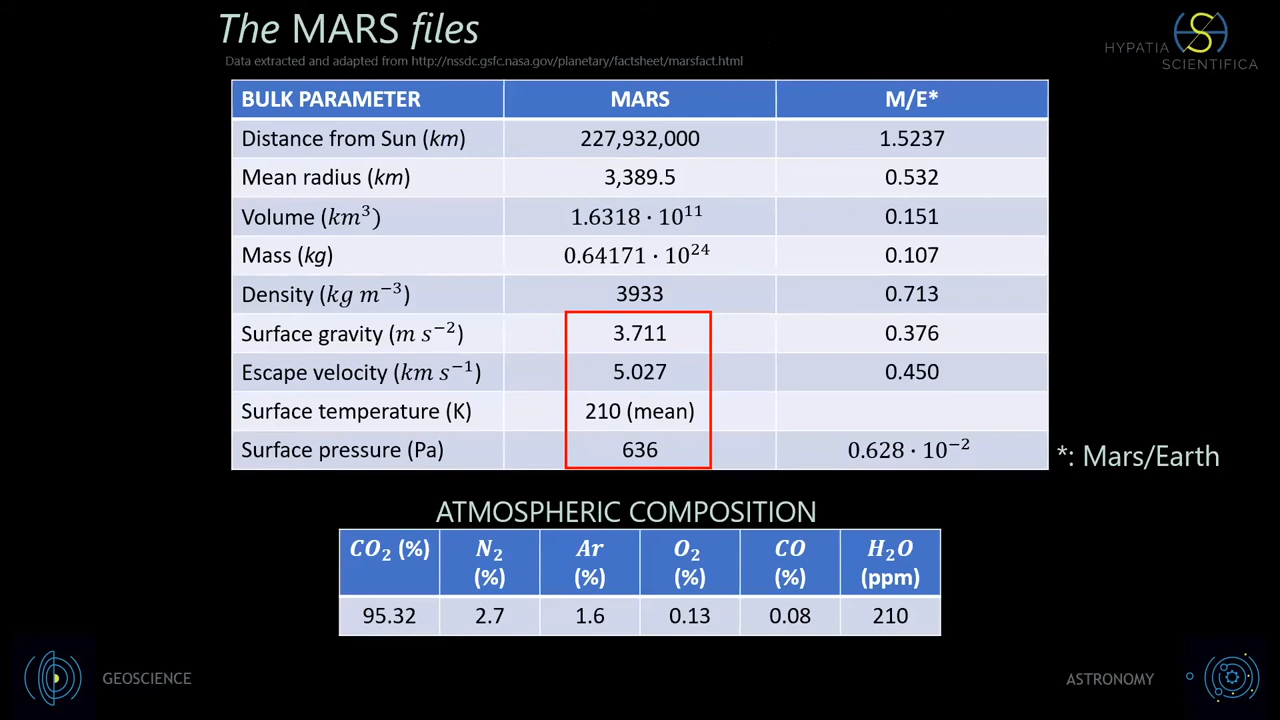 The MARS files
Data extracted and adapted from http://nssdc.gsfc.nasa.gov/planetary/factsheet/marsfact.html
HYPATIA
SCIENTIFICA
BULK PARAMETER MARS M/E*
Distance from Sun (km) 227,932,000 1.5237
Mean radius (km) 3,389.5 0.532
Volume (km³) 1.6318 · 10¹¹ 0.151
Mass (kg) 0.64171 · 10²⁴ 0.107
Density (kg m⁻³) 3933 0.713
Surface gravity (m s⁻²) 3.711 0.376
Escape velocity (km s⁻¹) 5.027 0.450
Surface temperature (K) 210 (mean)
Surface pressure (Pa) 636 0.628 · 10⁻²
*: Mars/Earth
ATMOSPHERIC COMPOSITION
CO₂ (%) N₂ (%) Ar (%) O₂ (%) CO (%) H₂O (ppm)
95.32 2.7 1.6 0.13 0.08 210
GEOSCIENCE
ASTRONOMY